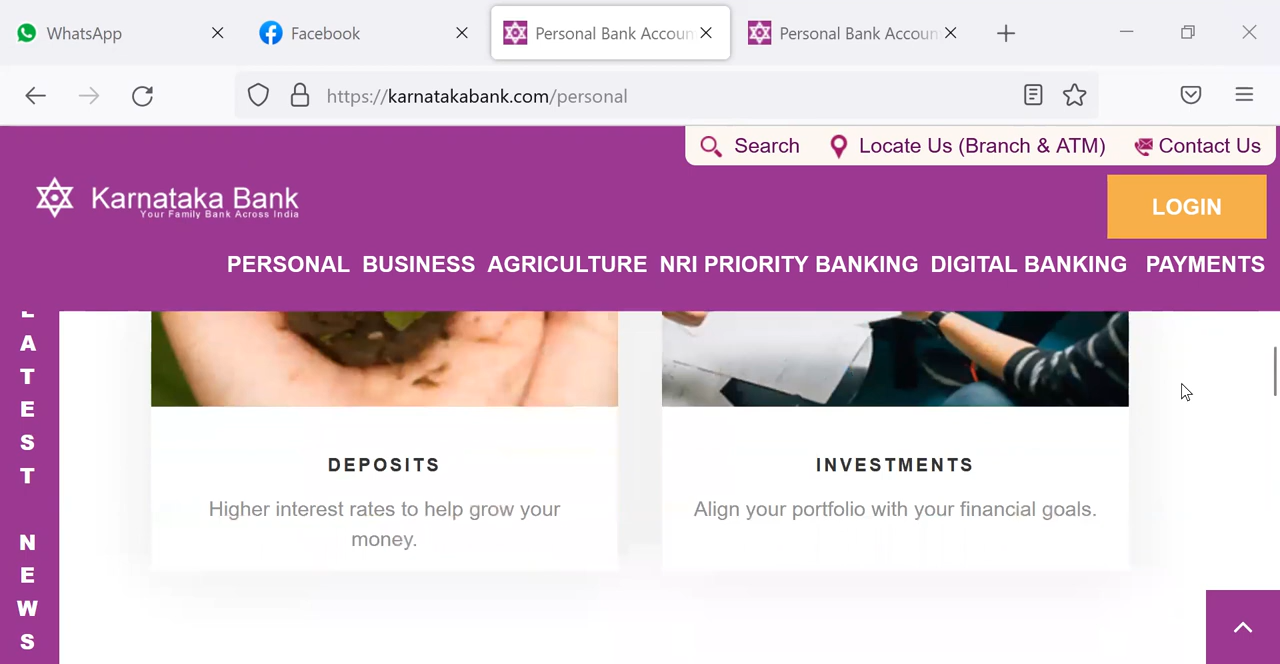 WhatsApp
Facebook
Personal Bank Accoun
Personal Bank Accoun
https://karnatakabank.com/personal
Search
Locate Us (Branch & ATM)
Contact Us
Karnataka Bank
Your Family Bank Across India
LOGIN
PERSONAL BUSINESS AGRICULTURE NRI PRIORITY BANKING DIGITAL BANKING PAYMENTS
LATEST NEWS
DEPOSITS
Higher interest rates to help grow your
money.
INVESTMENTS
Align your portfolio with your financial goals.